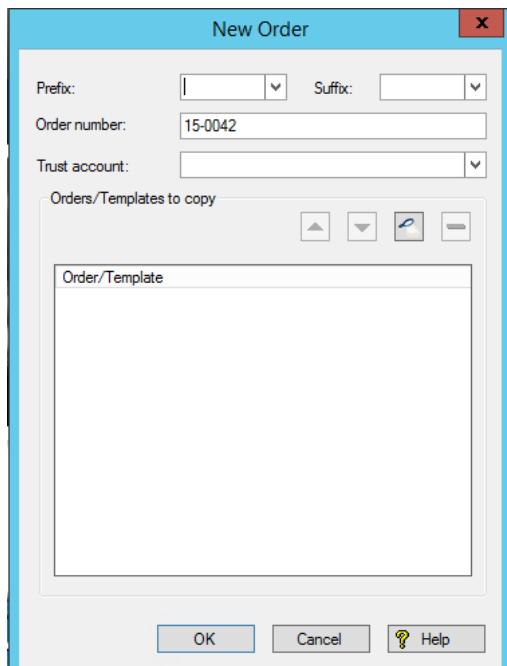 New Order
x
Prefix: Suffix:
Order number: 15-0042
Trust account:
Orders/Templates to copy
Order/Template
OK Cancel ? Help